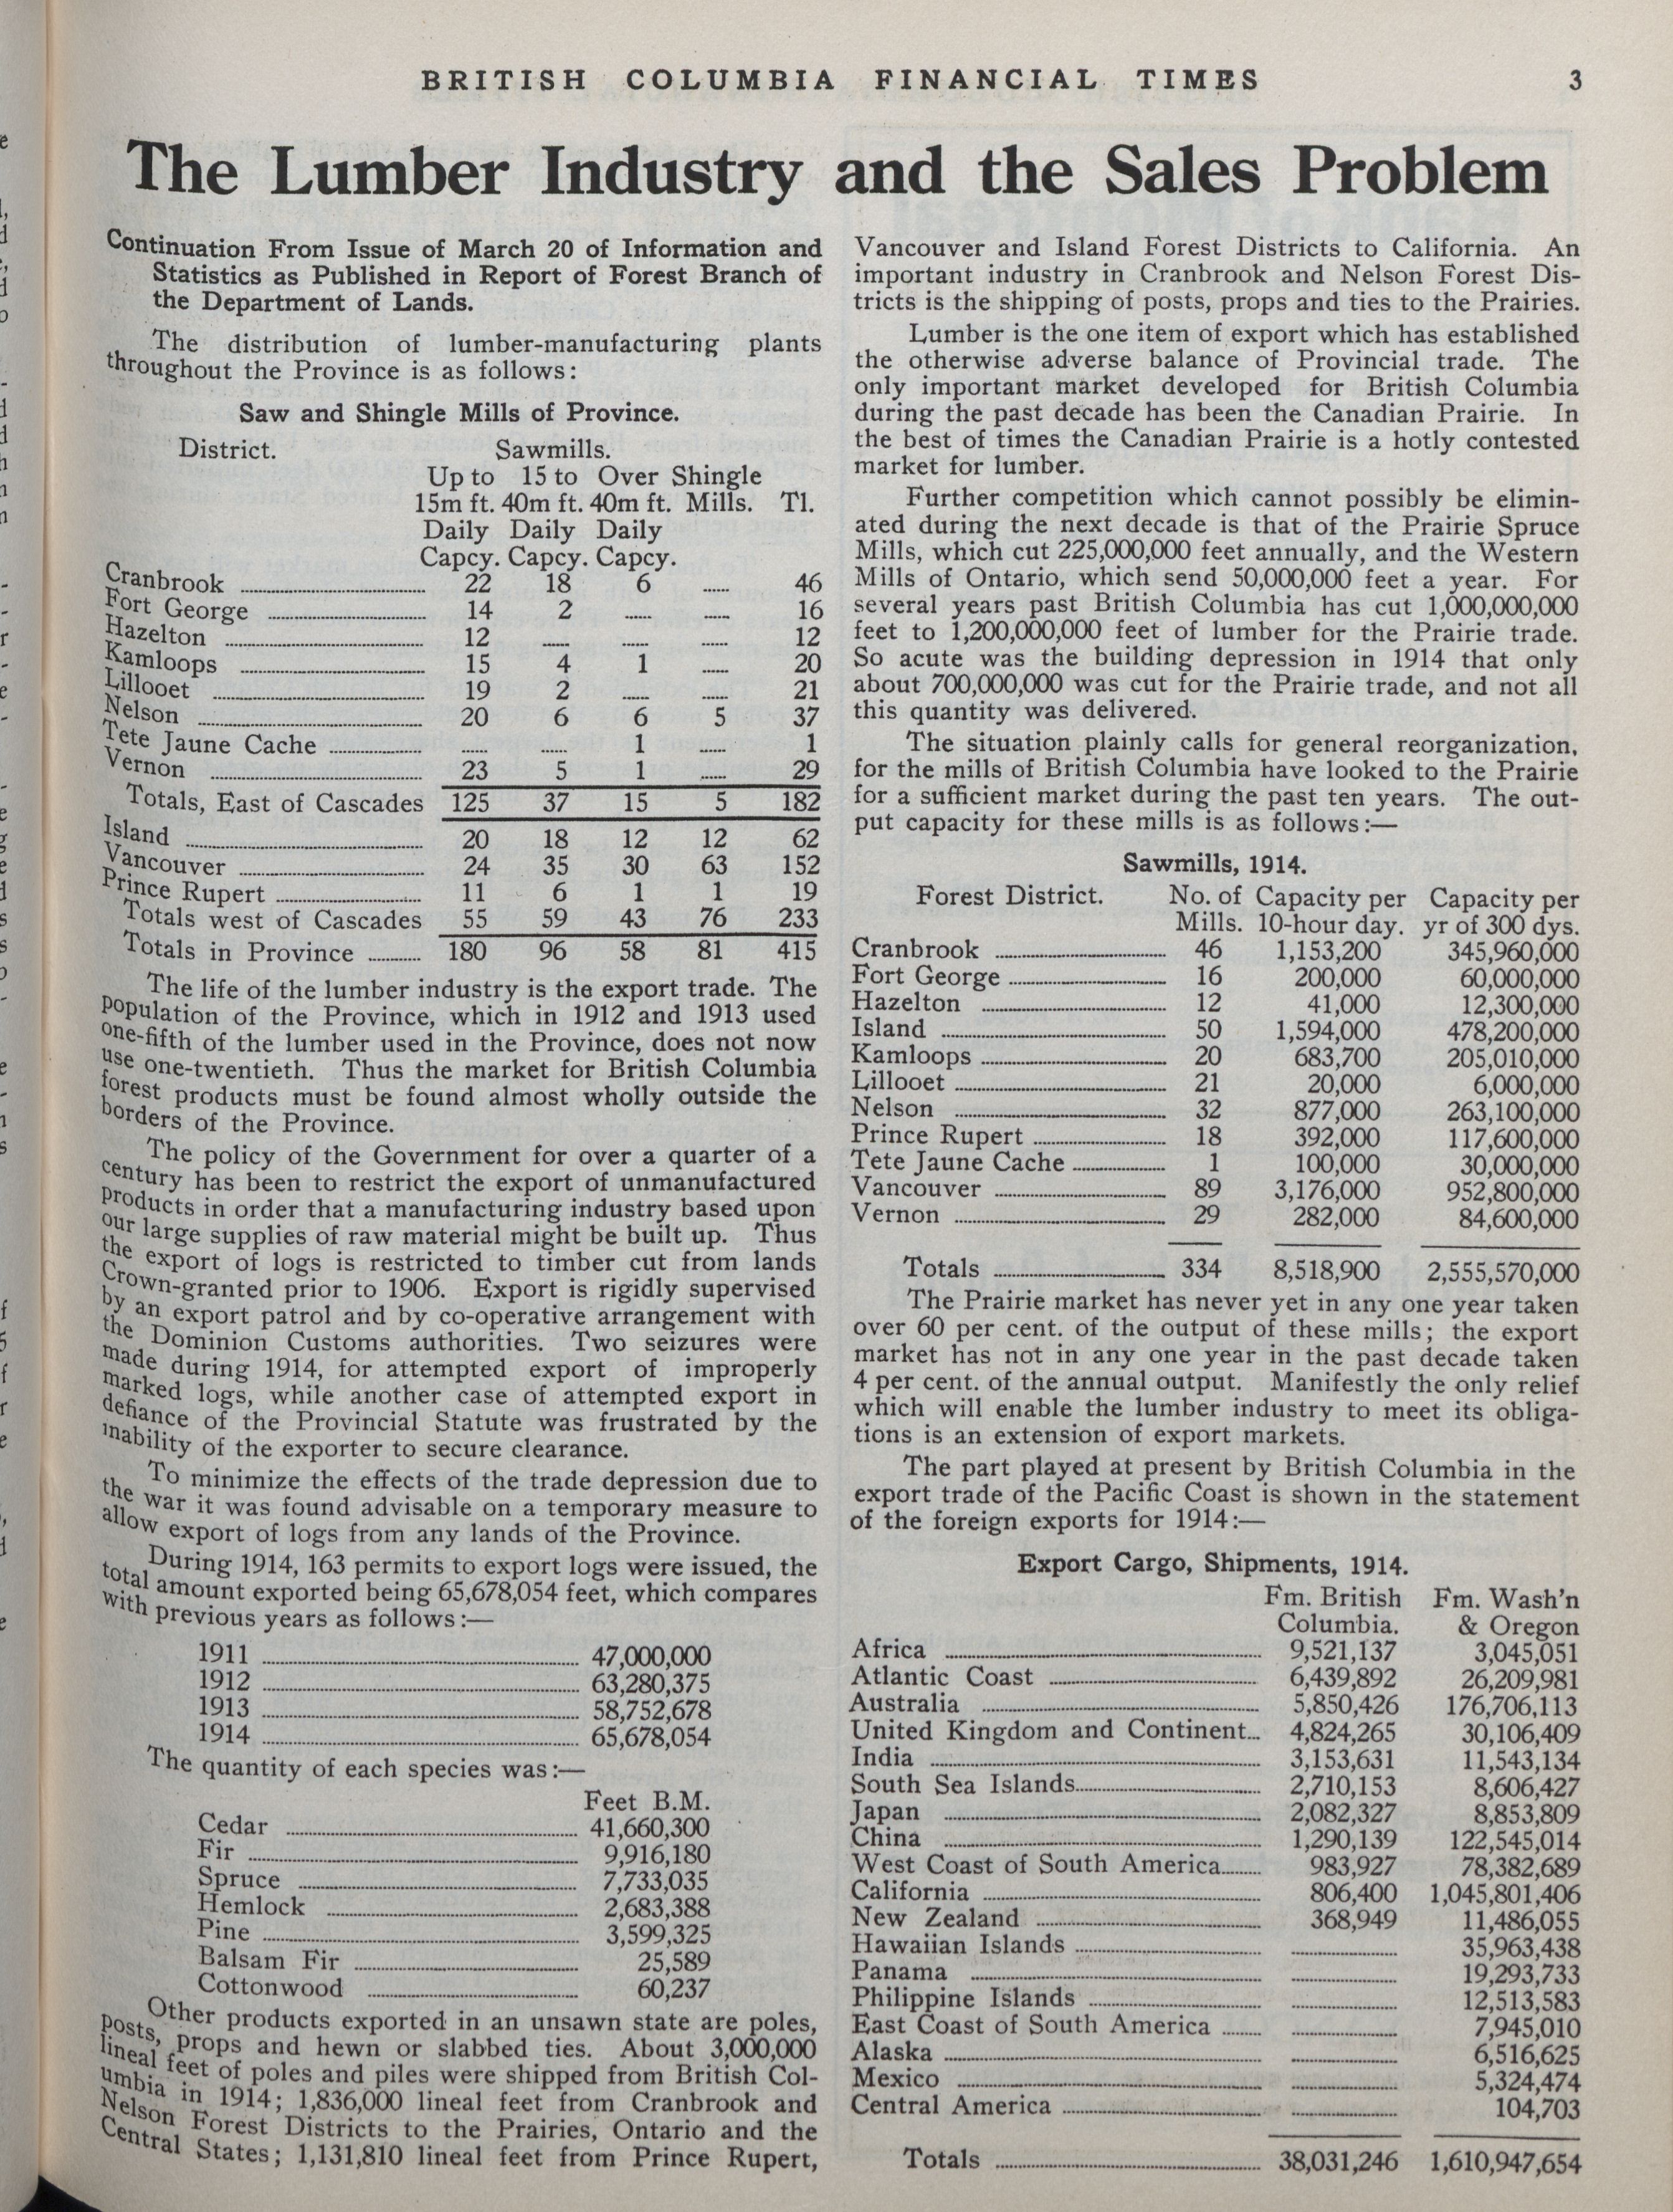 BRITISH COLUMBIA FINANCIAL TIMES 3
The Lumber Industry and the Sales Problem
Continuation From Issue of March 20 of Information and
Statistics as Published in Report of Forest Branch of
the Department of Lands.
The distribution of lumber-manufacturing plants
throughout the Province is as follows:
Saw and Shingle Mills of Province.
District. Sawmills.
Up to 15 to Over Shingle
15m ft. 40m ft. 40m ft. Mills. Tl.
Daily Daily Daily
Capcy. Capcy. Capcy.
Cranbrook 22 18 6 ...... 46
Fort George 14 2 ...... ...... 16
Hazelton 12 ...... ...... ...... 12
Kamloops 15 4 1 ...... 20
Lillooet 19 2 ...... ...... 21
Nelson 20 6 6 5 37
Tete Jaune Cache ...... ...... 1 ...... 1
Vernon 23 5 1 ...... 29
Totals, East of Cascades 125 37 15 5 182
Island 20 18 12 12 62
Vancouver 24 35 30 63 152
Prince Rupert 11 6 1 1 19
Totals west of Cascades 55 59 43 76 233
Totals in Province 180 96 58 81 415
The life of the lumber industry is the export trade. The
population of the Province, which in 1912 and 1913 used
one-fifth of the lumber used in the Province, does not now
use one-twentieth. Thus the market for British Columbia
forest products must be found almost wholly outside the
borders of the Province.
The policy of the Government for over a quarter of a
century has been to restrict the export of unmanufactured
products in order that a manufacturing industry based upon
our large supplies of raw material might be built up. Thus
the export of logs is restricted to timber cut from lands
Crown-granted prior to 1906. Export is rigidly supervised
by an export patrol and by co-operative arrangement with
the Dominion Customs authorities. Two seizures were
made during 1914, for attempted export of improperly
marked logs, while another case of attempted export in
defiance of the Provincial Statute was frustrated by the
inability of the exporter to secure clearance.
To minimize the effects of the trade depression due to
the war it was found advisable on a temporary measure to
allow export of logs from any lands of the Province.
During 1914, 163 permits to export logs were issued, the
total amount exported being 65,678,054 feet, which compares
with previous years as follows:—
1911 47,000,000
1912 63,280,375
1913 58,752,678
1914 65,678,054
The quantity of each species was:—
Feet B.M.
Cedar 41,660,300
Fir 9,916,180
Spruce 7,733,035
Hemlock 2,683,388
Pine 3,599,325
Balsam Fir 25,589
Cottonwood 60,237
Other products exported in an unsawn state are poles,
posts, props and hewn or slabbed ties. About 3,000,000
lineal feet of poles and piles were shipped from British Col-
umbia in 1914; 1,836,000 lineal feet from Cranbrook and
Nelson Forest Districts to the Prairies, Ontario and the
Central States; 1,131,810 lineal feet from Prince Rupert,
Vancouver and Island Forest Districts to California. An
important industry in Cranbrook and Nelson Forest Dis-
tricts is the shipping of posts, props and ties to the Prairies.
Lumber is the one item of export which has established
the otherwise adverse balance of Provincial trade. The
only important market developed for British Columbia
during the past decade has been the Canadian Prairie. In
the best of times the Canadian Prairie is a hotly contested
market for lumber.
Further competition which cannot possibly be elimin-
ated during the next decade is that of the Prairie Spruce
Mills, which cut 225,000,000 feet annually, and the Western
Mills of Ontario, which send 50,000,000 feet a year. For
several years past British Columbia has cut 1,000,000,000
feet to 1,200,000,000 feet of lumber for the Prairie trade.
So acute was the building depression in 1914 that only
about 700,000,000 was cut for the Prairie trade, and not all
this quantity was delivered.
The situation plainly calls for general reorganization,
for the mills of British Columbia have looked to the Prairie
for a sufficient market during the past ten years. The out-
put capacity for these mills is as follows:—
Sawmills, 1914.
Forest District. No. of Capacity per Capacity per
Mills. 10-hour day. yr of 300 dys.
Cranbrook 46 1,153,200 345,960,000
Fort George 16 200,000 60,000,000
Hazelton 12 41,000 12,300,000
Island 50 1,594,000 478,200,000
Kamloops 20 683,700 205,010,000
Lillooet 21 20,000 6,000,000
Nelson 32 877,000 263,100,000
Prince Rupert 18 392,000 117,600,000
Tete Jaune Cache 1 100,000 30,000,000
Vancouver 89 3,176,000 952,800,000
Vernon 29 282,000 84,600,000
Totals 334 8,518,900 2,555,570,000
The Prairie market has never yet in any one year taken
over 60 per cent. of the output of these mills; the export
market has not in any one year in the past decade taken
4 per cent. of the annual output. Manifestly the only relief
which will enable the lumber industry to meet its obliga-
tions is an extension of export markets.
The part played at present by British Columbia in the
export trade of the Pacific Coast is shown in the statement
of the foreign exports for 1914:—
Export Cargo, Shipments, 1914.
Fm. British Fm. Wash'n
Columbia. & Oregon
Africa 9,521,137 3,045,051
Atlantic Coast 6,439,892 26,209,981
Australia 5,850,426 176,706,113
United Kingdom and Continent 4,824,265 30,106,409
India 3,153,631 11,543,134
South Sea Islands 2,710,153 8,606,427
Japan 2,082,327 8,853,809
China 1,290,139 122,545,014
West Coast of South America 983,927 78,382,689
California 806,400 1,045,801,406
New Zealand 368,949 11,486,055
Hawaiian Islands ...... 35,963,438
Panama ...... 19,293,733
Philippine Islands ...... 12,513,583
East Coast of South America ...... 7,945,010
Alaska ...... 6,516,625
Mexico ...... 5,324,474
Central America ...... 104,703
Totals 38,031,246 1,610,947,654